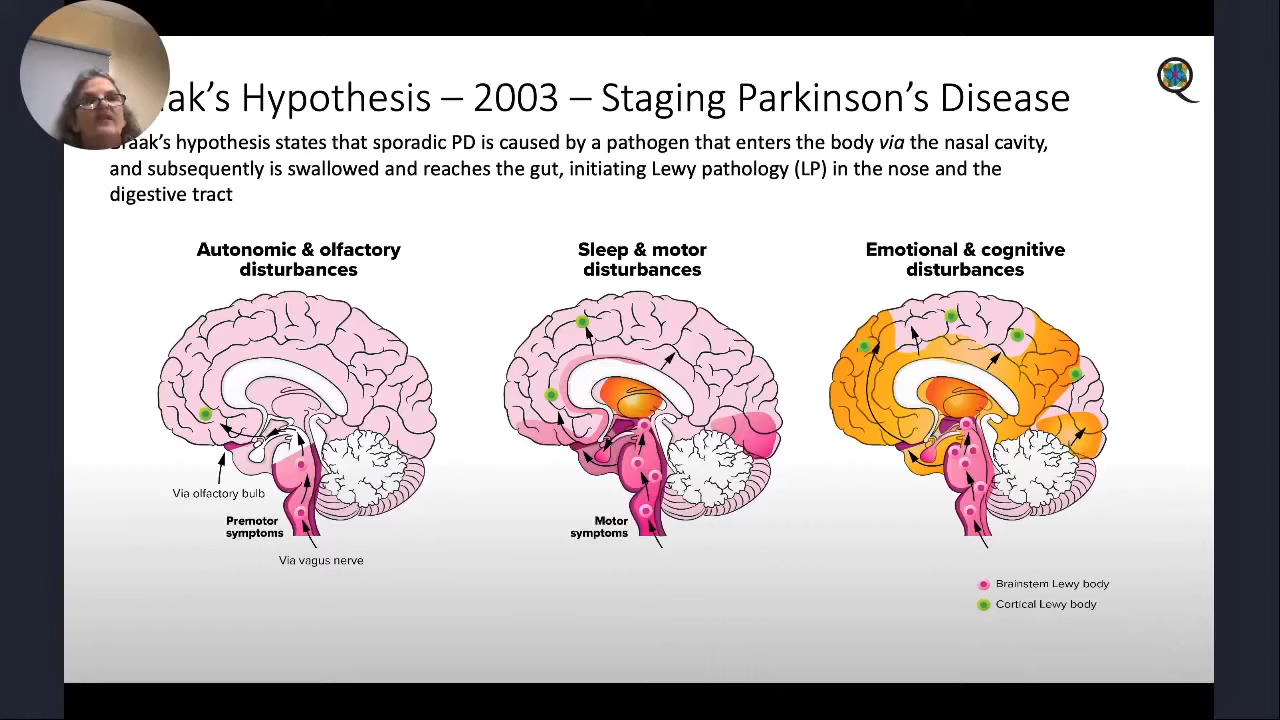 ak's Hypothesis – 2003 – Staging Parkinson's Disease
Braak's hypothesis states that sporadic PD is caused by a pathogen that enters the body via the nasal cavity,
and subsequently is swallowed and reaches the gut, initiating Lewy pathology (LP) in the nose and the
digestive tract
Autonomic & olfactory
disturbances
Sleep & motor
disturbances
Emotional & cognitive
disturbances
Via olfactory bulb
Premotor
symptoms
Via vagus nerve
Motor
symptoms
Brainstem Lewy body
Cortical Lewy body